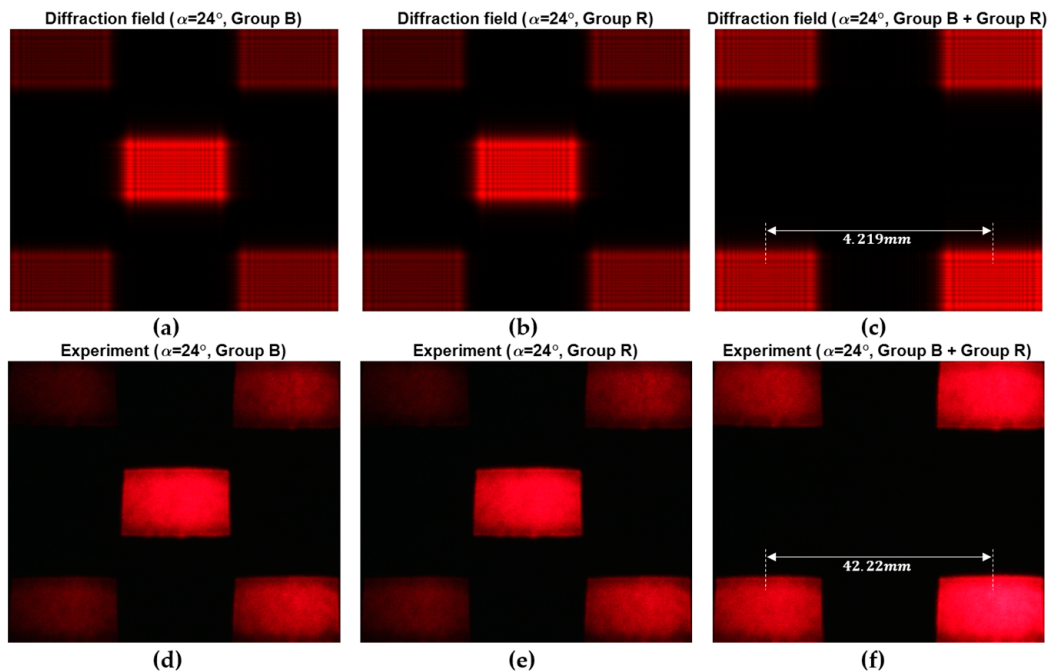 Diffraction field (α=24°, Group B)
Diffraction field (α=24°, Group R)
Diffraction field (α=24°, Group B + Group R)
4.219mm
(a)
(b)
(c)
Experiment (α=24°, Group B)
Experiment (α=24°, Group R)
Experiment (α=24°, Group B + Group R)
42.22mm
(d)
(e)
(f)